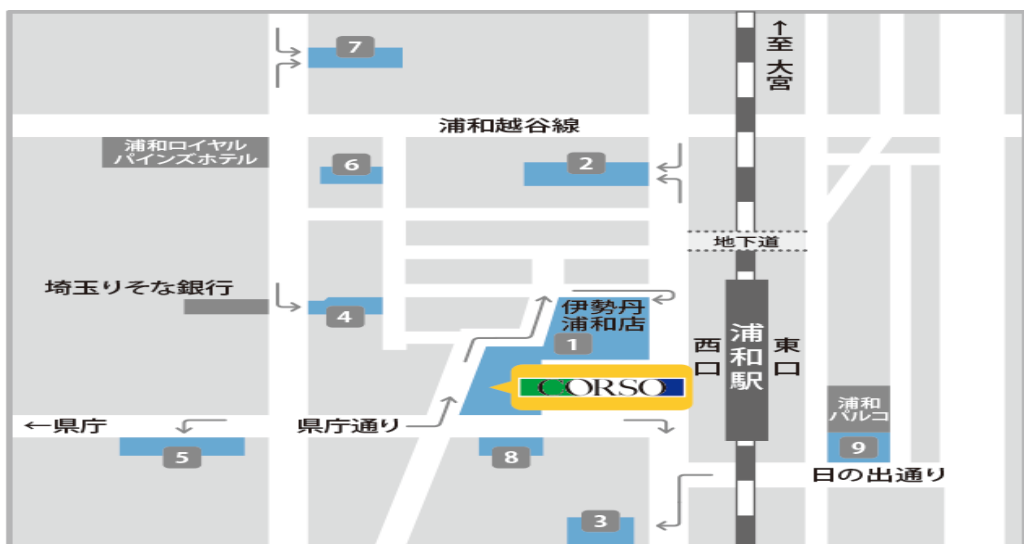 7
↑至 大宮
浦和越谷線
浦和ロイヤル
パインズホテル
6
2
地下道
埼玉りそな銀行
4
伊勢丹
浦和店
1
西口
浦和駅
東口
CORSO
浦和
パルコ
←県庁
県庁通り
5
8
9
日の出通り
3